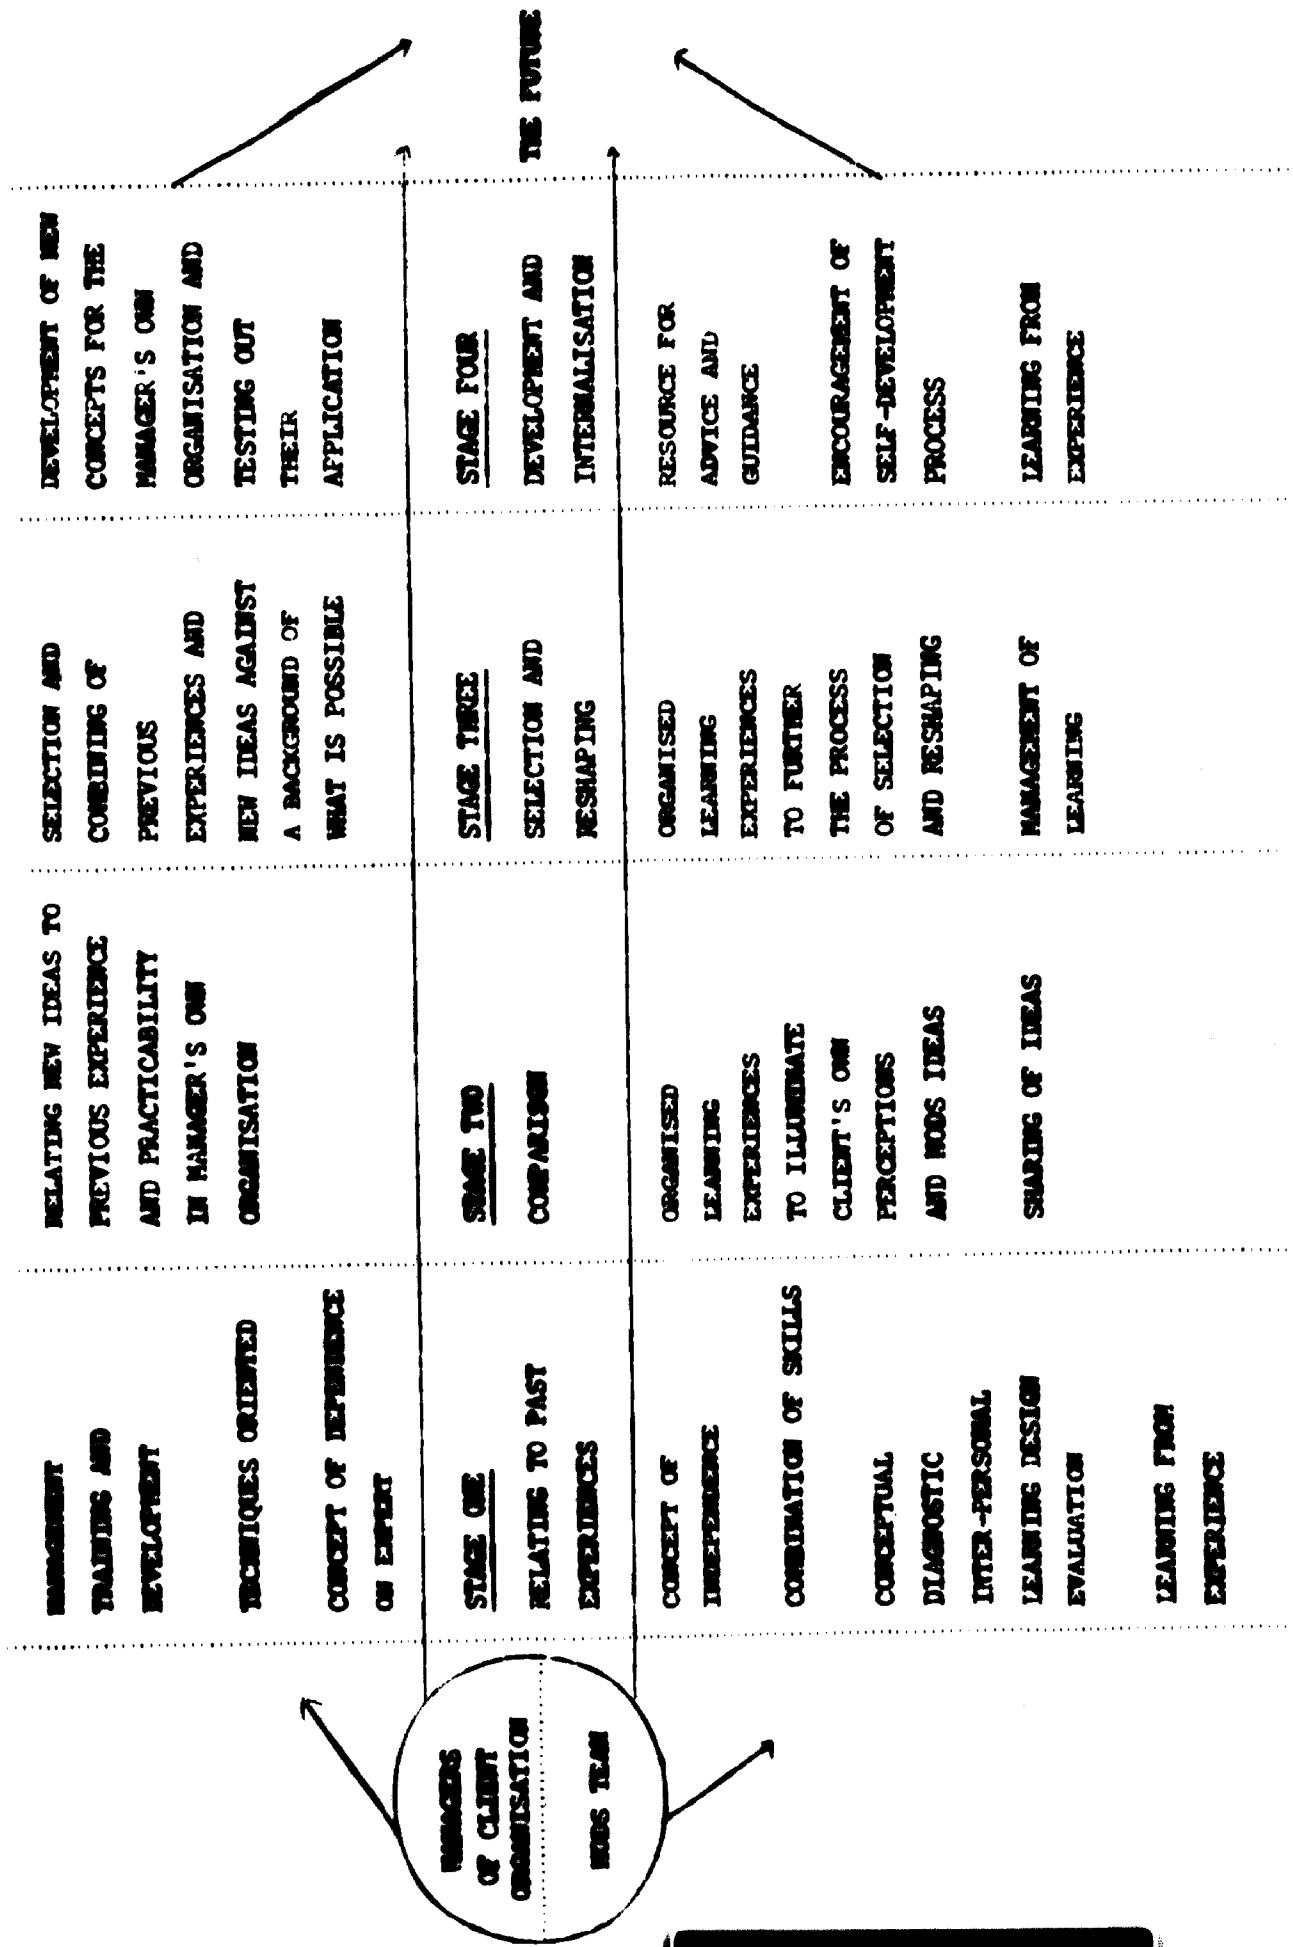 MANAGERS
OF CLIENT
ORGANISATION
MODS TEAM
MANAGEMENT
TRAINING AND
DEVELOPMENT
TECHNIQUES ORIENTED
CONCEPT OF DEPENDENCE
ON EXPERT
STAGE ONE
RELATING TO PAST
EXPERIENCES
CONCEPT OF
INDEPENDENCE
COMBINATION OF SKILLS
CONCEPTUAL
DIAGNOSTIC
INTER-PERSONAL
LEARNING DESIGN
EVALUATION
LEARNING FROM
EXPERIENCE
RELATING NEW IDEAS TO
PREVIOUS EXPERIENCE
AND PRACTICABILITY
IN MANAGER'S OWN
ORGANISATION
STAGE TWO
COMPARISON
ORGANISED
LEARNING
EXPERIENCES
TO ILLUMINATE
CLIENT'S OWN
PERCEPTIONS
AND MODS IDEAS
SHARING OF IDEAS
SELECTION AND
COMBINING OF
PREVIOUS
EXPERIENCES AND
NEW IDEAS AGAINST
A BACKGROUND OF
WHAT IS POSSIBLE
STAGE THREE
SELECTION AND
RESHAPING
ORGANISED
LEARNING
EXPERIENCES
TO FURTHER
THE PROCESS
OF SELECTION
AND RESHAPING
MANAGEMENT OF
LEARNING
DEVELOPMENT OF NEW
CONCEPTS FOR THE
MANAGER'S OWN
ORGANISATION AND
TESTING OUT
THEIR
APPLICATION
STAGE FOUR
DEVELOPMENT AND
INTERNALISATION
RESOURCE FOR
ADVICE AND
GUIDANCE
ENCOURAGEMENT OF
SELF-DEVELOPMENT
PROCESS
LEARNING FROM
EXPERIENCE
THE FUTURE